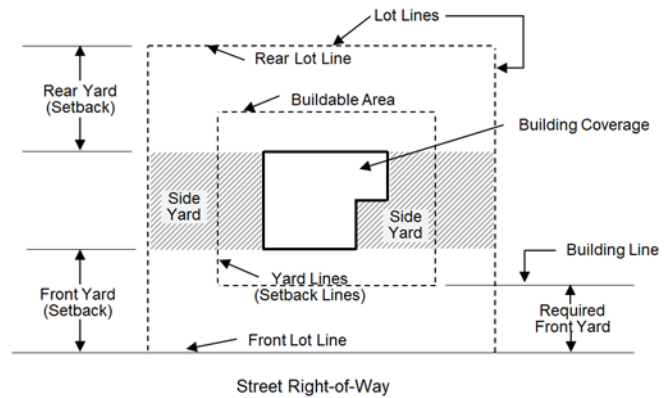 Lot Lines
Rear Lot Line
Rear Yard
(Setback)
Buildable Area
Building Coverage
Side
Yard
Side
Yard
Building Line
Yard Lines
(Setback Lines)
Front Yard
(Setback)
Required
Front Yard
Front Lot Line
Street Right-of-Way